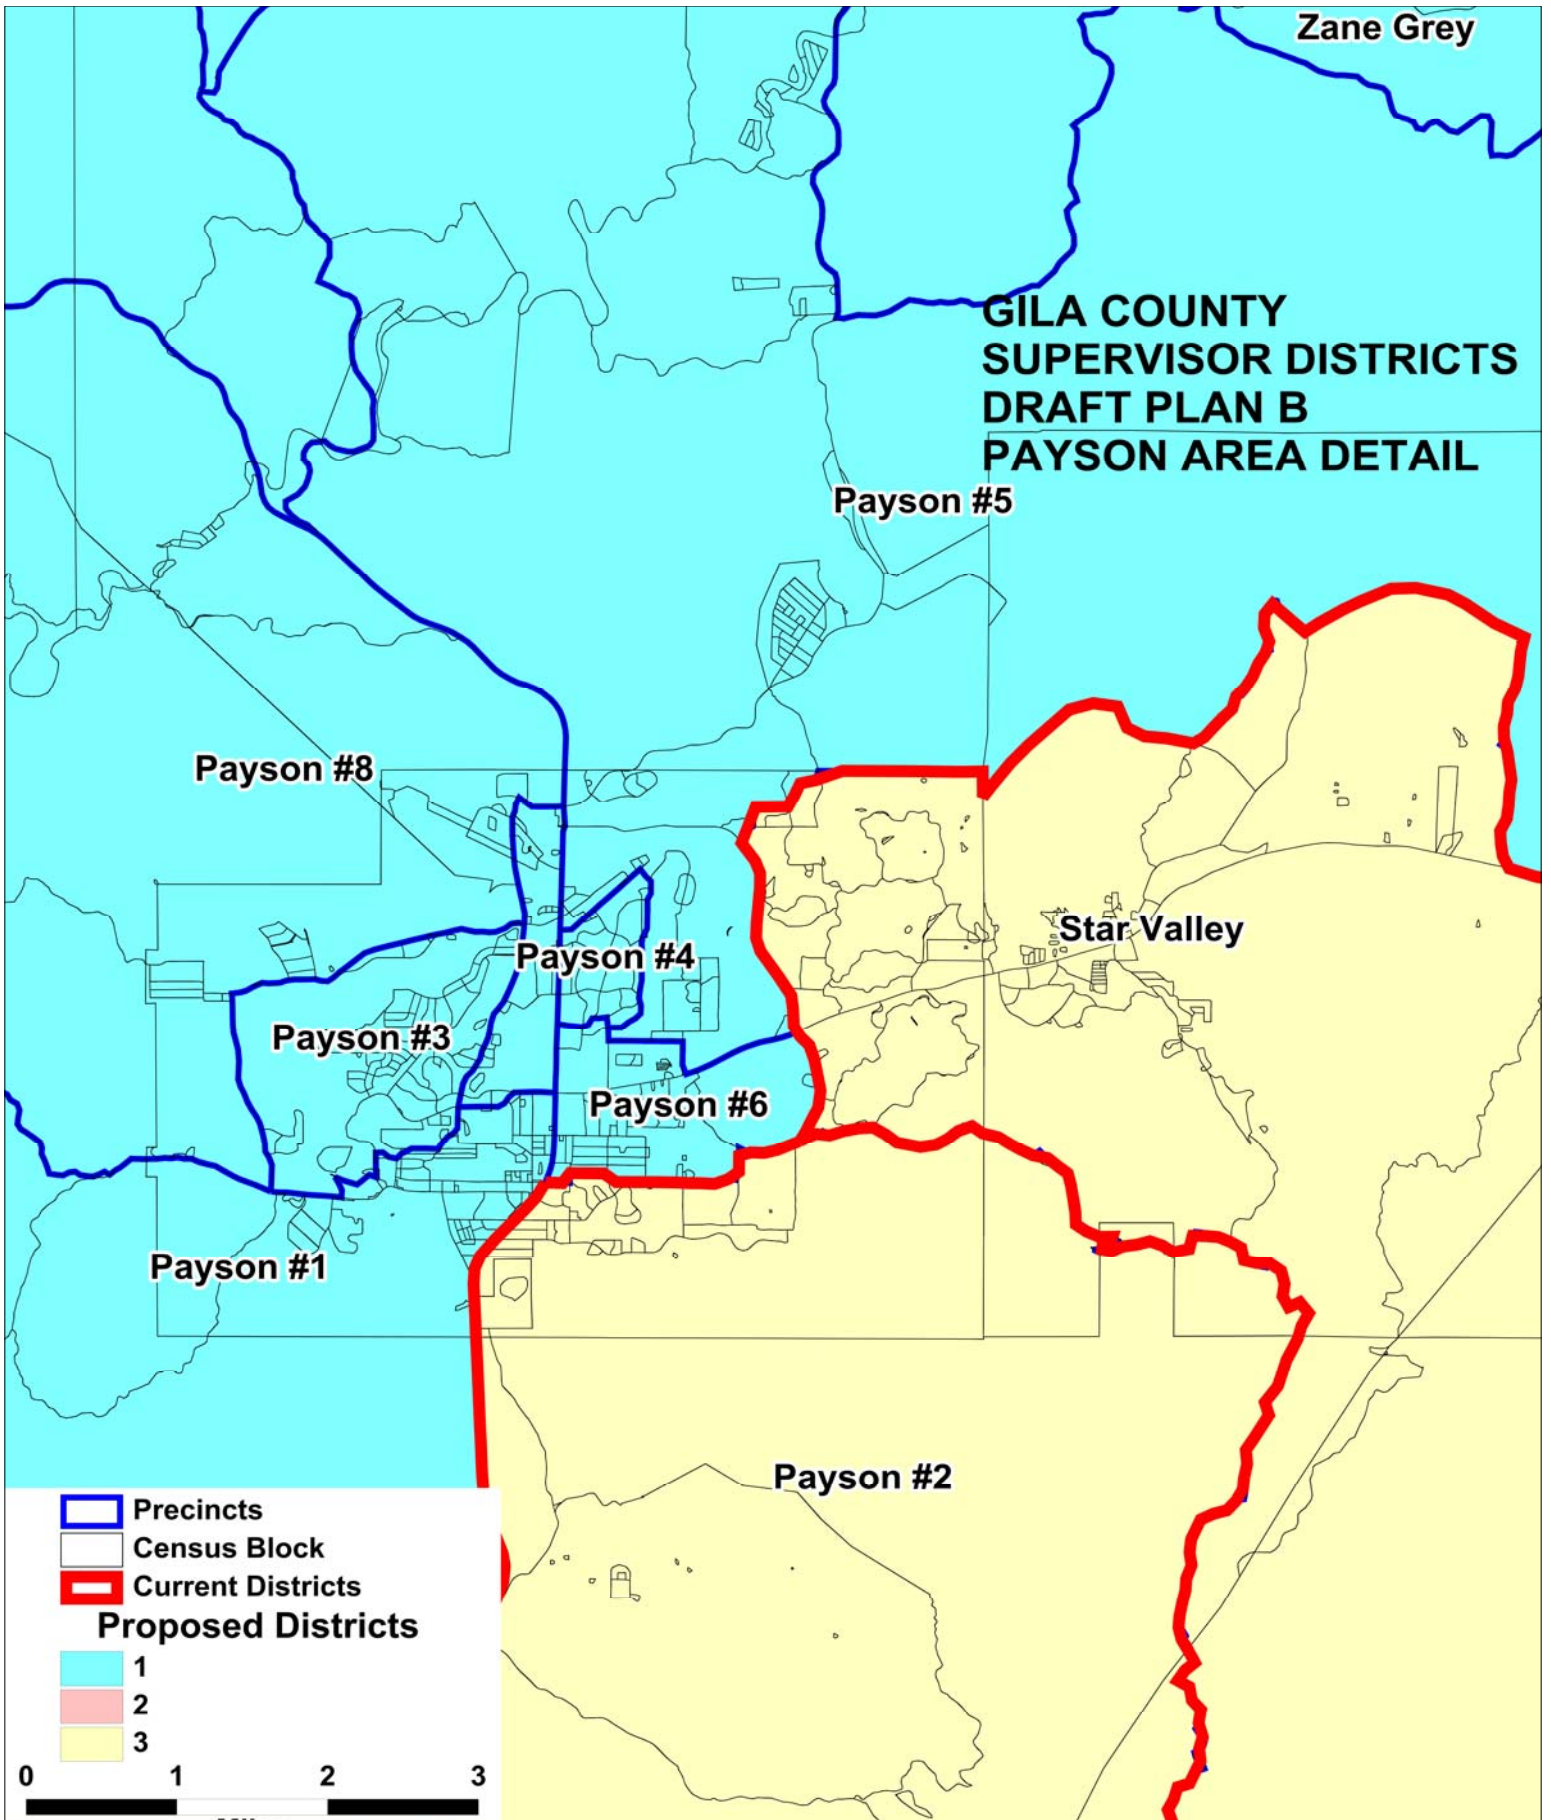 Zane Grey
GILA COUNTY
SUPERVISOR DISTRICTS
DRAFT PLAN B
PAYSON AREA DETAIL
Payson #5
Payson #8
Star Valley
Payson #4
Payson #3
Payson #6
Payson #1
Payson #2
Precincts
Census Block
Current Districts
Proposed Districts
1
2
3
0 1 2 3